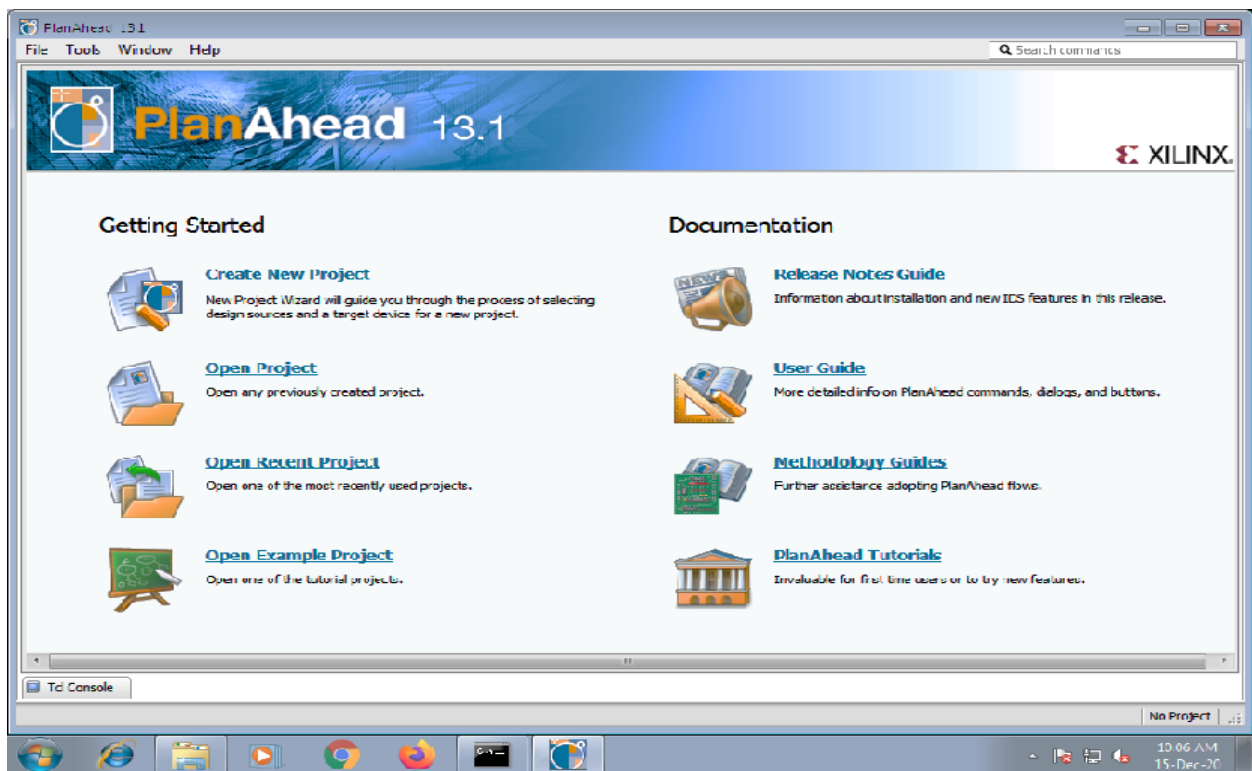 PlanAhead 13.1
File Tools Window Help
Search commands
PlanAhead 13.1
XILINX.
Getting Started
Create New Project
New Project Wizard will guide you through the process of selecting
design sources and a target device for a new project.
Open Project
Open any previously created project.
Open Recent Project
Open one of the most recently used projects.
Open Example Project
Open one of the tutorial projects.
Documentation
NEWS
Release Notes Guide
Information about installation and new IDS features in this release.
User Guide
More detailed info on PlanAhead commands, dialogs, and buttons.
Methodology Guides
Further assistance adopting PlanAhead flows.
PlanAhead Tutorials
Invaluable for first time users or to try new features.
Tcl Console
No Project
10:06 AM
15-Dec-20